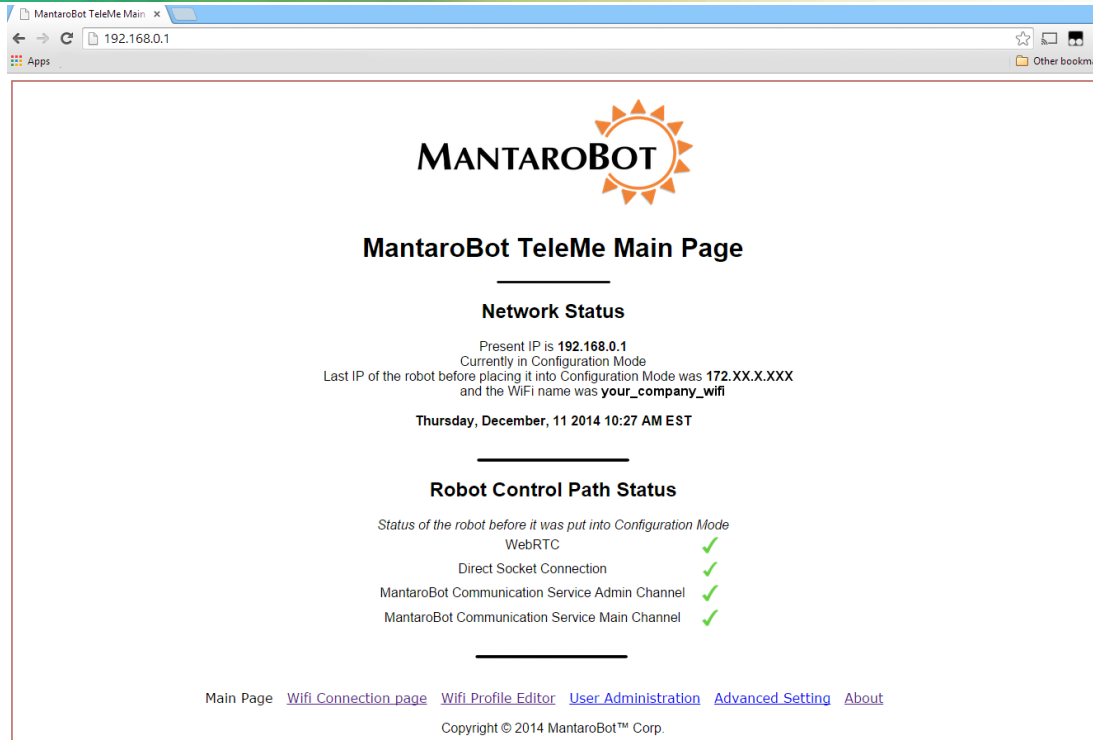 MantaroBot TeleMe Main
192.168.0.1
Apps
Other bookma
MANTAROBOT
MantaroBot TeleMe Main Page
Network Status
Present IP is 192.168.0.1
Currently in Configuration Mode
Last IP of the robot before placing it into Configuration Mode was 172.XX.X.XXX
and the WiFi name was your_company_wifi
Thursday, December, 11 2014 10:27 AM EST
Robot Control Path Status
Status of the robot before it was put into Configuration Mode
WebRTC
Direct Socket Connection
MantaroBot Communication Service Admin Channel
MantaroBot Communication Service Main Channel
Main Page Wifi Connection page Wifi Profile Editor User Administration Advanced Setting About
Copyright © 2014 MantaroBot™ Corp.